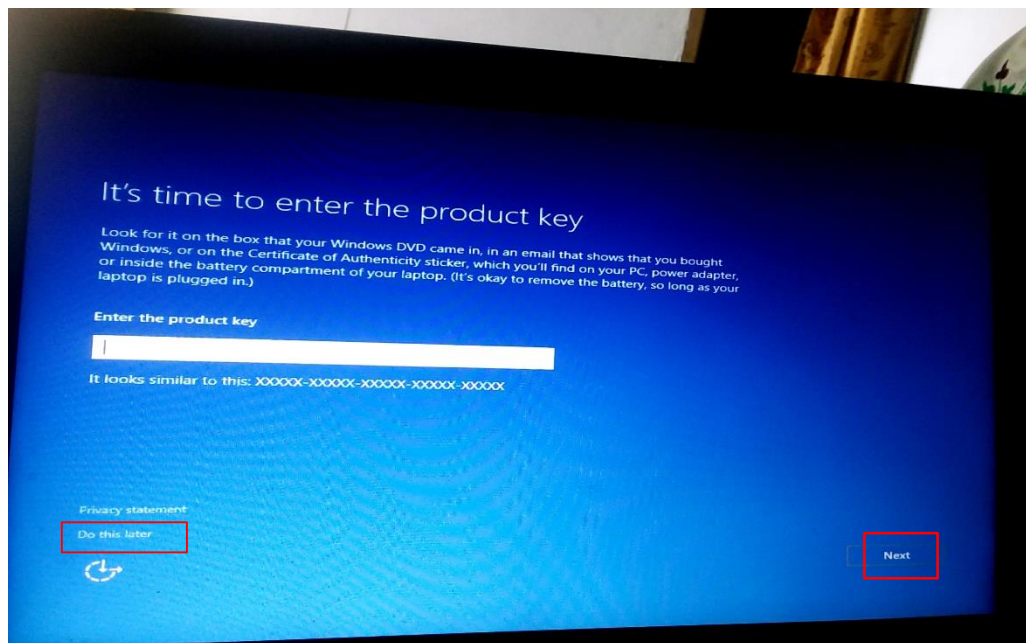 It's time to enter the product key
Look for it on the box that your Windows DVD came in, in an email that shows that you bought
Windows, or on the Certificate of Authenticity sticker, which you'll find on your PC, power adapter,
or inside the battery compartment of your laptop. (It's okay to remove the battery, so long as your
laptop is plugged in.)
Enter the product key
It looks similar to this: XXXXX-XXXXX-XXXXX-XXXXX-XXXXX
Privacy statement
Do this later
Next